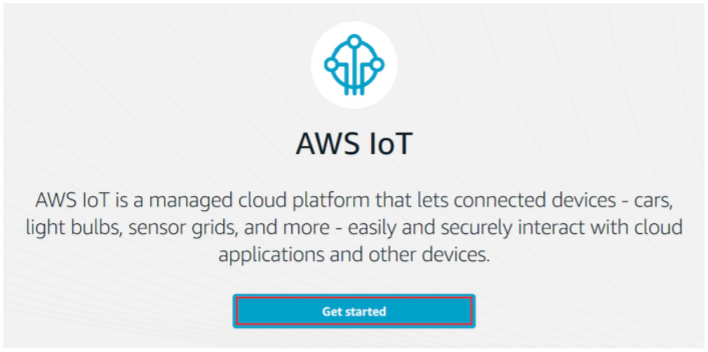 AWS IoT
AWS IoT is a managed cloud platform that lets connected devices - cars,
light bulbs, sensor grids, and more - easily and securely interact with cloud
applications and other devices.
Get started